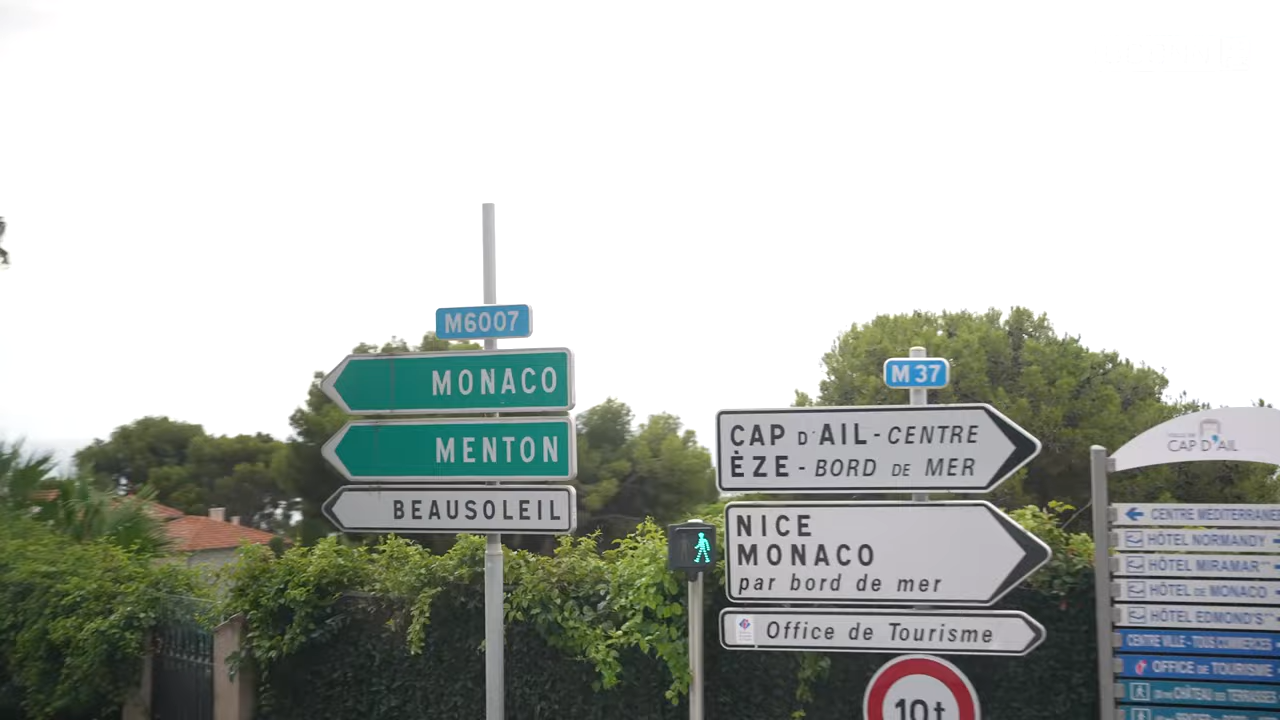 M6007
MONACO
MENTON
BEAUSOLEIL
M 37
CAP D'AIL - CENTRE
ÈZE - BORD DE MER
NICE
MONACO
par bord de mer
Office de Tourisme
10t
CAP D'AIL
CENTRE MEDITERRANE
HÔTEL NORMANDY
HÔTEL MIRAMAR
HÔTEL DE MONACO
HÔTEL EDMOND'S
CENTRE VILLE - TOUS COMMERCES
OFFICE DE TOURISME
CHÂTEAU DES TERRASSES